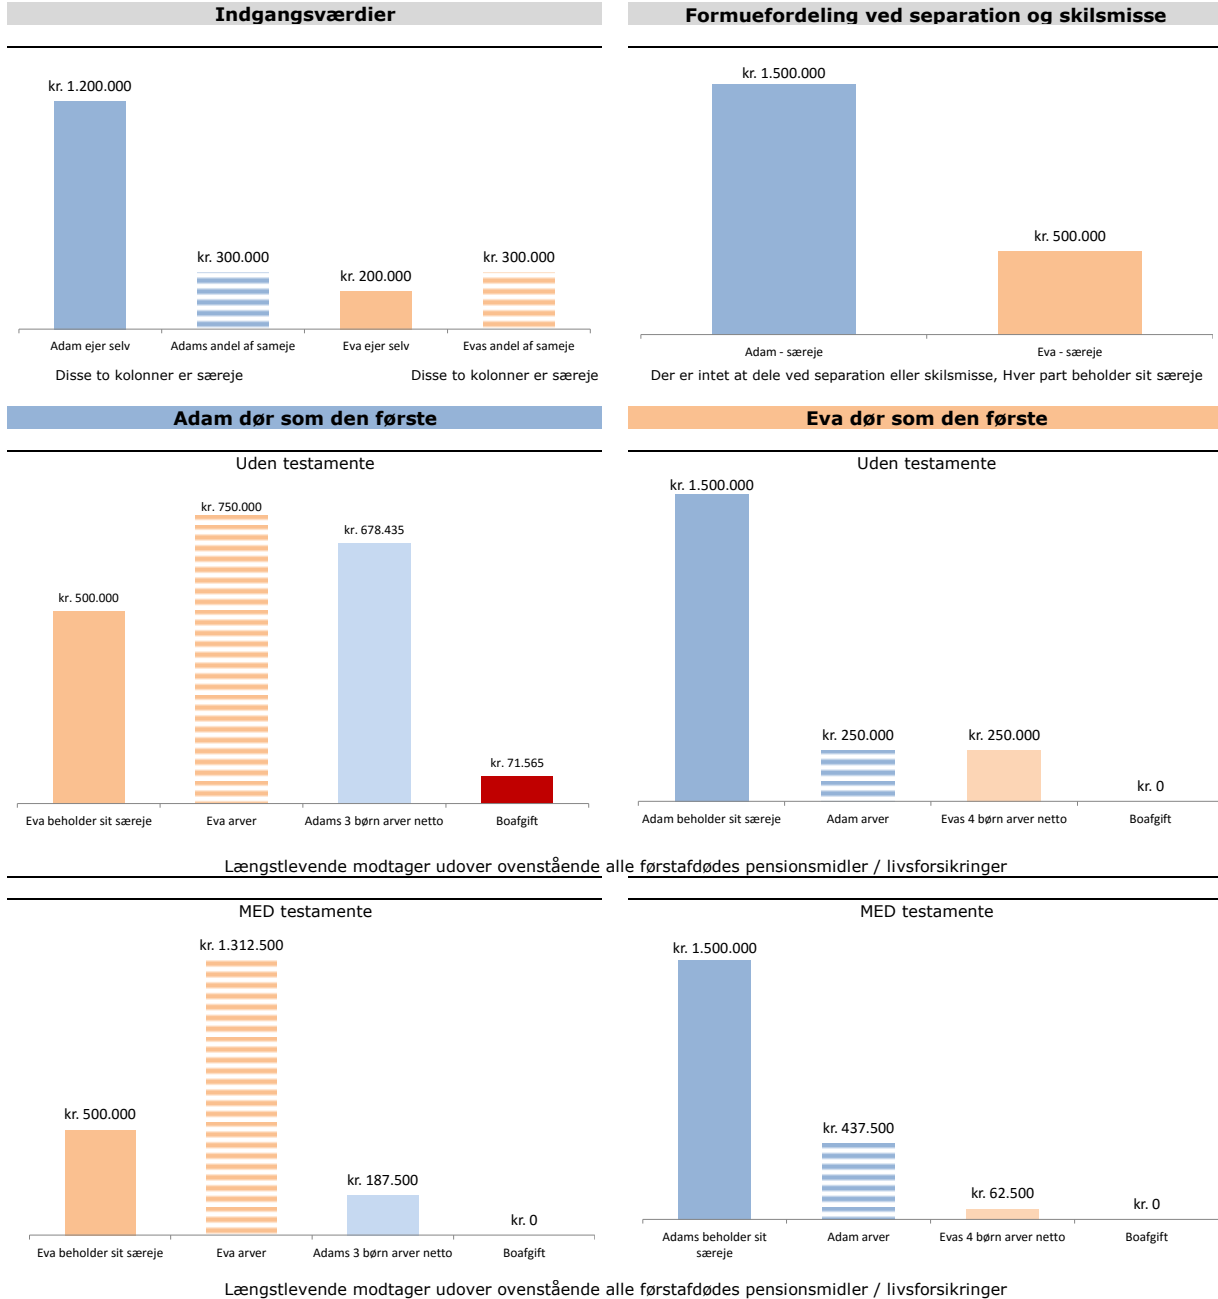 Indgangsværdier
kr. 1.200.000
kr. 300.000
kr. 200.000
kr. 300.000
Adam ejer selv
Adams andel af sameje
Eva ejer selv
Evas andel af sameje
Disse to kolonner er særeje
Disse to kolonner er særeje
Formuefordeling ved separation og skilsmisse
kr. 1.500.000
kr. 500.000
Adam - særeje
Eva - særeje
Der er intet at dele ved separation eller skilsmisse, Hver part beholder sit særeje
Adam dør som den første
Uden testamente
kr. 500.000
kr. 750.000
kr. 678.435
kr. 71.565
Eva beholder sit særeje
Eva arver
Adams 3 børn arver netto
Boafgift
Eva dør som den første
Uden testamente
kr. 1.500.000
kr. 250.000
kr. 250.000
kr. 0
Adam beholder sit særeje
Adam arver
Evas 4 børn arver netto
Boafgift
Længstlevende modtager udover ovenstående alle førstafdødes pensionsmidler / livsforsikringer
MED testamente
kr. 500.000
kr. 1.312.500
kr. 187.500
kr. 0
Eva beholder sit særeje
Eva arver
Adams 3 børn arver netto
Boafgift
MED testamente
kr. 1.500.000
kr. 437.500
kr. 62.500
kr. 0
Adams beholder sit
særeje
Adam arver
Evas 4 børn arver netto
Boafgift
Længstlevende modtager udover ovenstående alle førstafdødes pensionsmidler / livsforsikringer